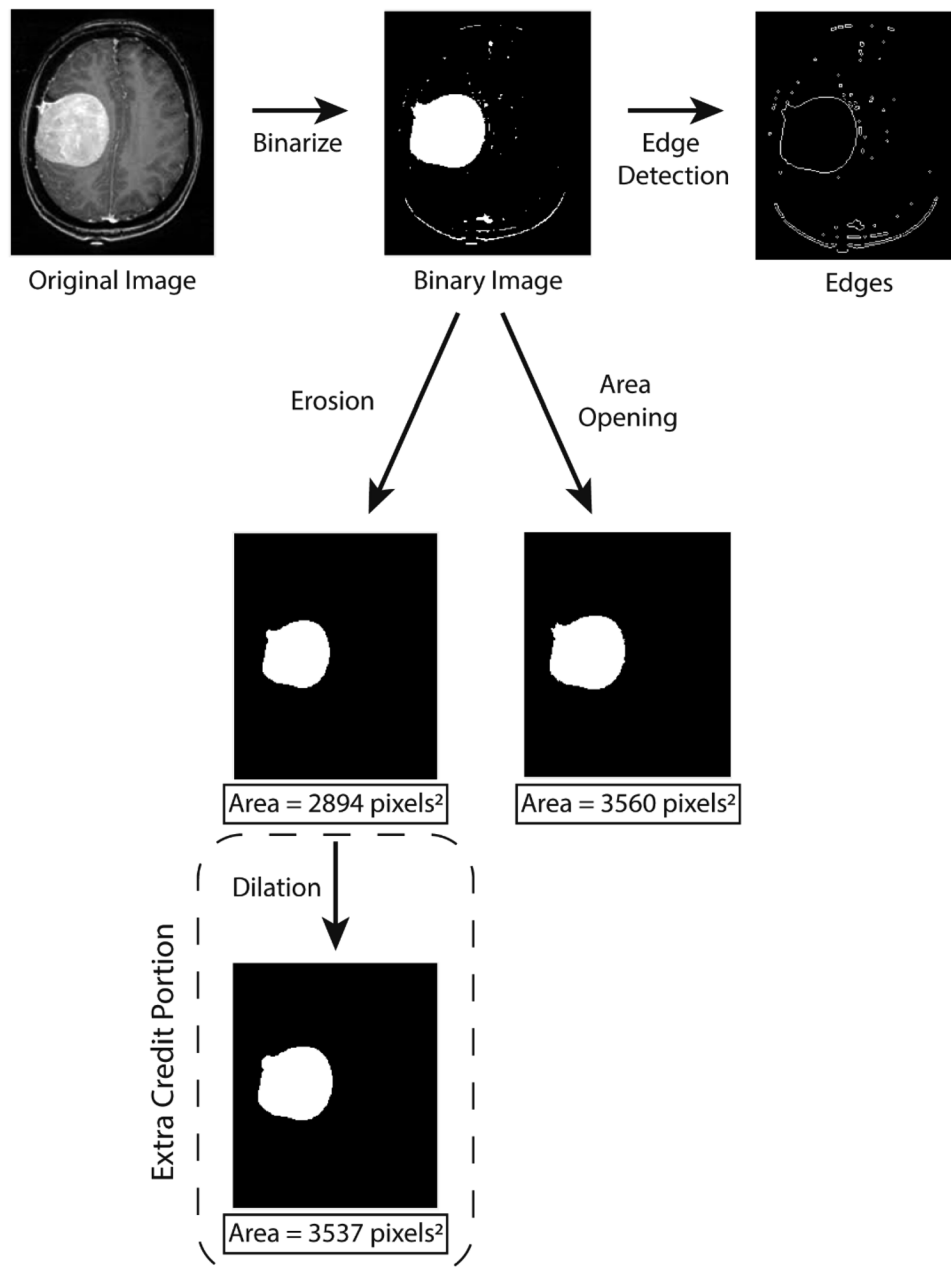 Binarize
Edge
Detection
Original Image
Binary Image
Edges
Erosion
Area
Opening
Area = 2894 pixels²
Area = 3560 pixels²
Dilation
Extra Credit Portion
Area = 3537 pixels²